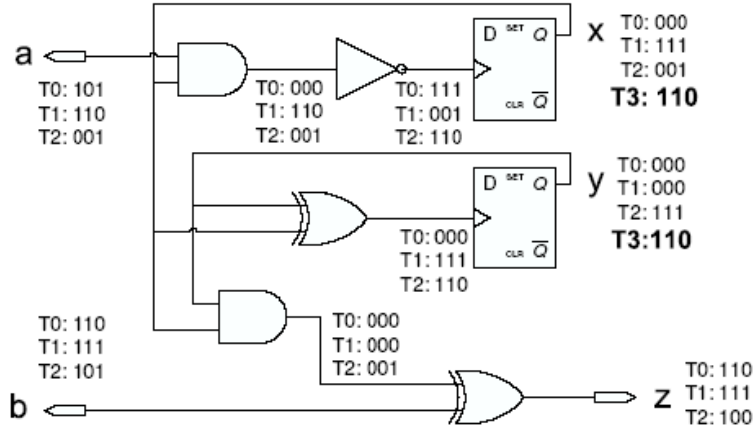 a
T0: 101
T1: 110
T2: 001
T0: 000
T1: 110
T2: 001
T0: 111
T1: 001
T2: 110
D SET Q
CLR Q
x
T0: 000
T1: 111
T2: 001
T3: 110
T0: 000
T1: 111
T2: 110
D SET Q
CLR Q
y
T0: 000
T1: 000
T2: 111
T3:110
T0: 110
T1: 111
T2: 101
T0: 000
T1: 000
T2: 001
b
z
T0: 110
T1: 111
T2: 100